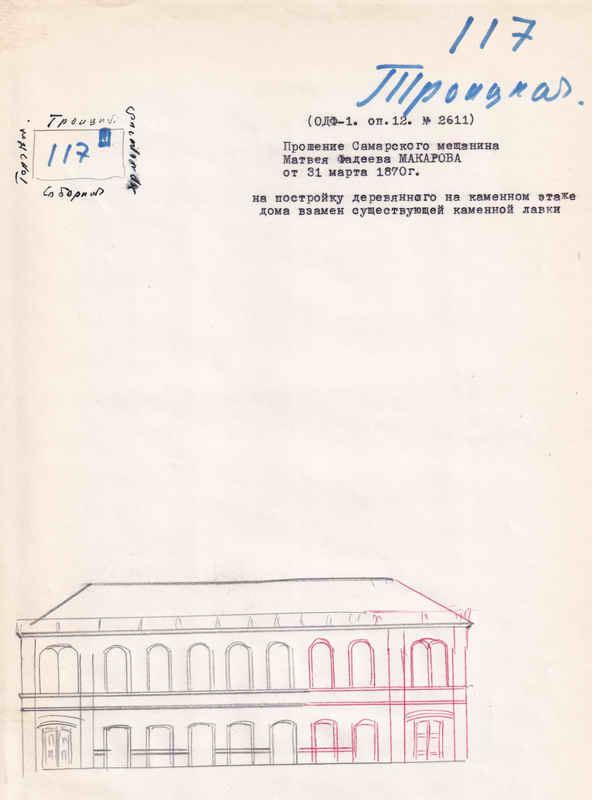 117
Троицкая.
(ОДФ-1. оп.12. № 2611)
Прошение Самарского мещанина
Матвея Фадеева МАКАРОВА
от 31 марта 1870г.
на постройку деревянного на каменном этаже
дома взамен существующей каменной лавки
Троицк.
117
Соборная